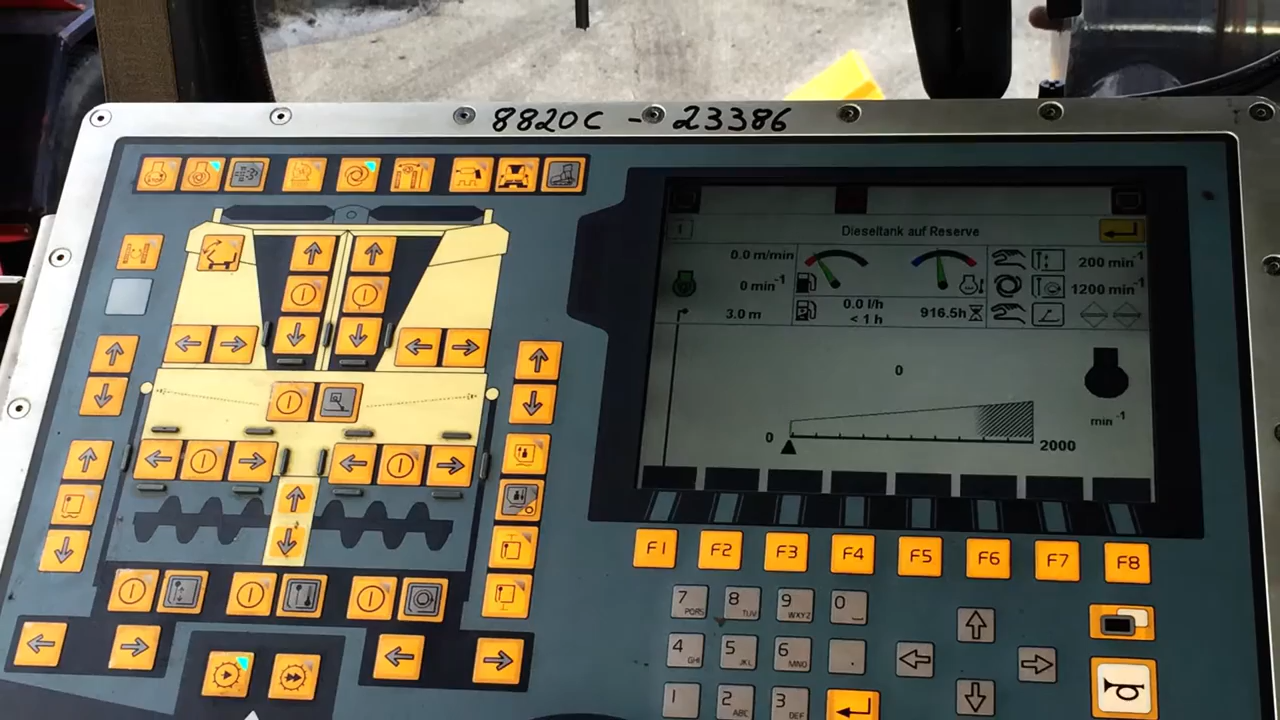 8820C - 23386
Dieseltank auf Reserve
0.0 m/min
200 min⁻¹
0 min⁻¹
1200 min⁻¹
0.0 l/h
3.0 m
< 1 h
916.5h
0
min⁻¹
0
2000
F1 F2 F3 F4 F5 F6 F7 F8
7 PQRS 8 TUV 9 WXYZ 0
4 GHI 5 JKL 6 MNO .
1 2 ABC 3 DEF